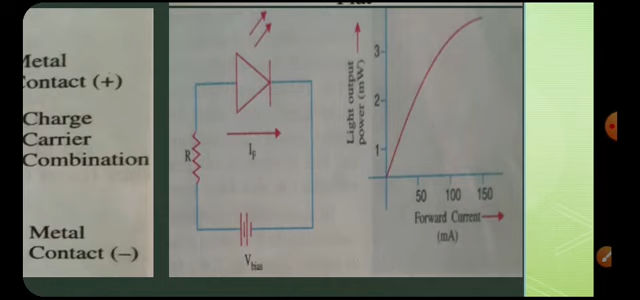 Metal
Contact (+)
Charge
Carrier
Combination
Metal
Contact (−)
R
I_F
V_bias
Light output
power (mW)
3
2
1
50 100 150
Forward Current
(mA)